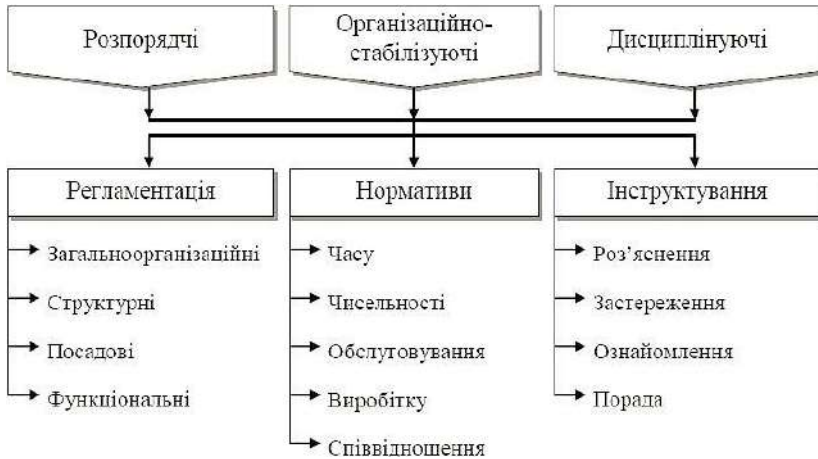 Розпорядчі
Організаційно-
стабілізуючі
Дисциплінуючі
Регламентація
Нормативи
Інструктування
Загальноорганізаційні
Структурні
Посадові
Функціональні
Часу
Чисельності
Обслуговування
Виробітку
Співвідношення
Роз’яснення
Застереження
Ознайомлення
Порада